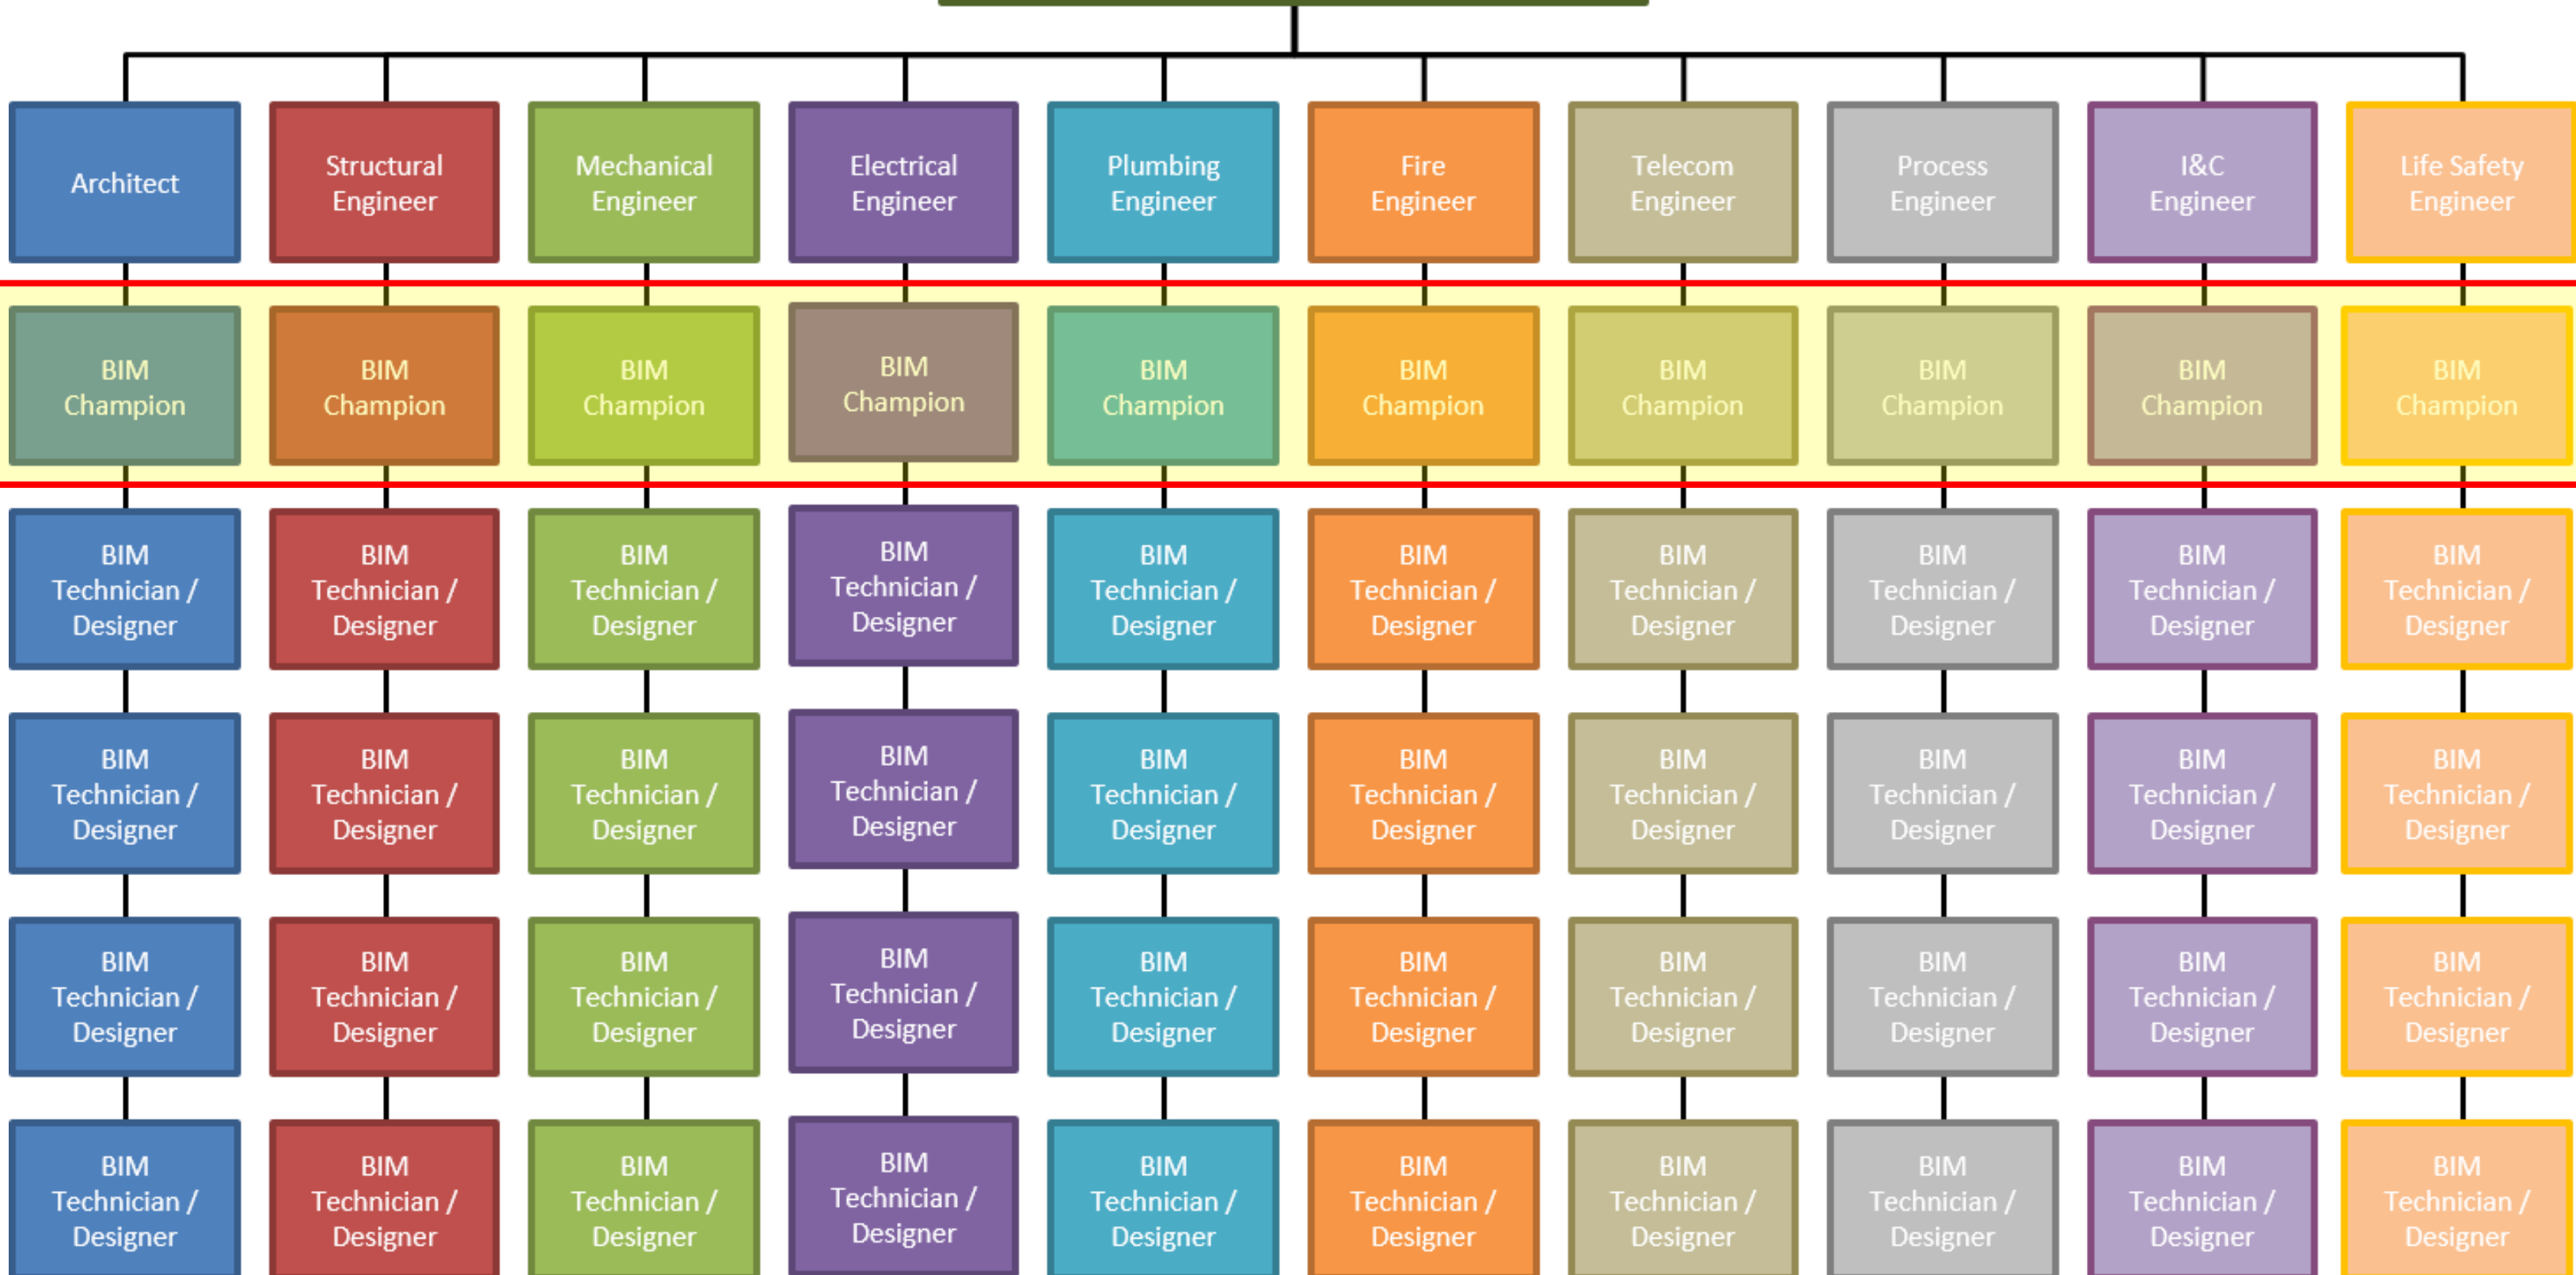 Architect
Structural
Engineer
Mechanical
Engineer
Electrical
Engineer
Plumbing
Engineer
Fire
Engineer
Telecom
Engineer
Process
Engineer
I&C
Engineer
Life Safety
Engineer
BIM
Champion
BIM
Champion
BIM
Champion
BIM
Champion
BIM
Champion
BIM
Champion
BIM
Champion
BIM
Champion
BIM
Champion
BIM
Champion
BIM
Technician /
Designer
BIM
Technician /
Designer
BIM
Technician /
Designer
BIM
Technician /
Designer
BIM
Technician /
Designer
BIM
Technician /
Designer
BIM
Technician /
Designer
BIM
Technician /
Designer
BIM
Technician /
Designer
BIM
Technician /
Designer
BIM
Technician /
Designer
BIM
Technician /
Designer
BIM
Technician /
Designer
BIM
Technician /
Designer
BIM
Technician /
Designer
BIM
Technician /
Designer
BIM
Technician /
Designer
BIM
Technician /
Designer
BIM
Technician /
Designer
BIM
Technician /
Designer
BIM
Technician /
Designer
BIM
Technician /
Designer
BIM
Technician /
Designer
BIM
Technician /
Designer
BIM
Technician /
Designer
BIM
Technician /
Designer
BIM
Technician /
Designer
BIM
Technician /
Designer
BIM
Technician /
Designer
BIM
Technician /
Designer
BIM
Technician /
Designer
BIM
Technician /
Designer
BIM
Technician /
Designer
BIM
Technician /
Designer
BIM
Technician /
Designer
BIM
Technician /
Designer
BIM
Technician /
Designer
BIM
Technician /
Designer
BIM
Technician /
Designer
BIM
Technician /
Designer